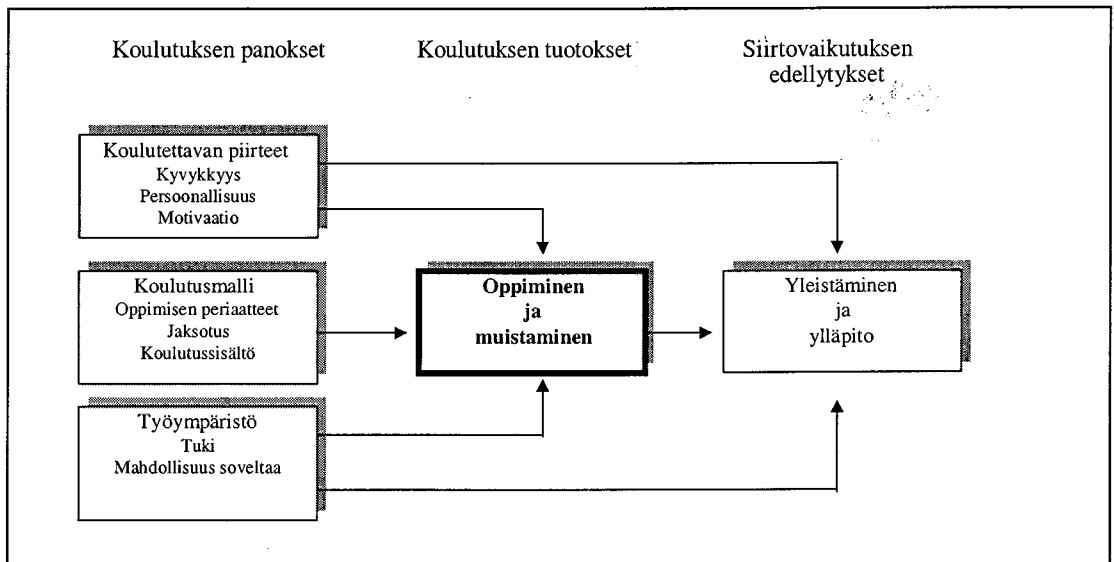 Koulutuksen panokset
Koulutuksen tuotokset
Siirtovaikutuksen
edellytykset
Koulutettavan piirteet
Kyvykkyys
Persoonallisuus
Motivaatio
Koulutusmalli
Oppimisen periaatteet
Jaksotus
Koulutussisältö
Oppiminen
ja
muistaminen
Yleistäminen
ja
ylläpito
Työympäristö
Tuki
Mahdollisuus soveltaa